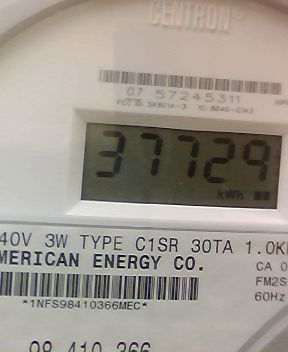 CENTRON
07 57245311
37729
kWh
40V 3W TYPE C1SR 30TA 1.0K
MERICAN ENERGY CO.
CA 0
FM2S
60Hz
*1NFS98410366MEC*
98 410 366